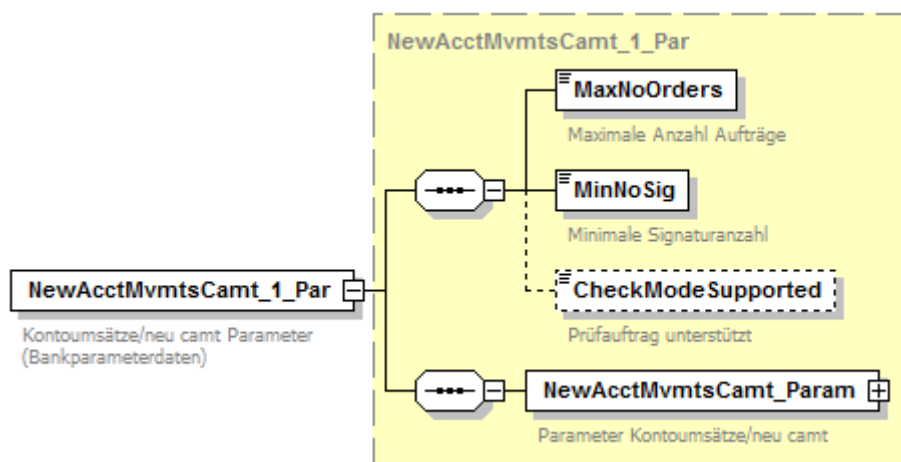 NewAcctMvmtsCamt_1_Par
MaxNoOrders
Maximale Anzahl Aufträge
MinNoSig
Minimale Signaturanzahl
NewAcctMvmtsCamt_1_Par
CheckModeSupported
Kontoumsätze/neu camt Parameter
(Bankparameterdaten)
Prüfauftrag unterstützt
NewAcctMvmtsCamt_Param
Parameter Kontoumsätze/neu camt